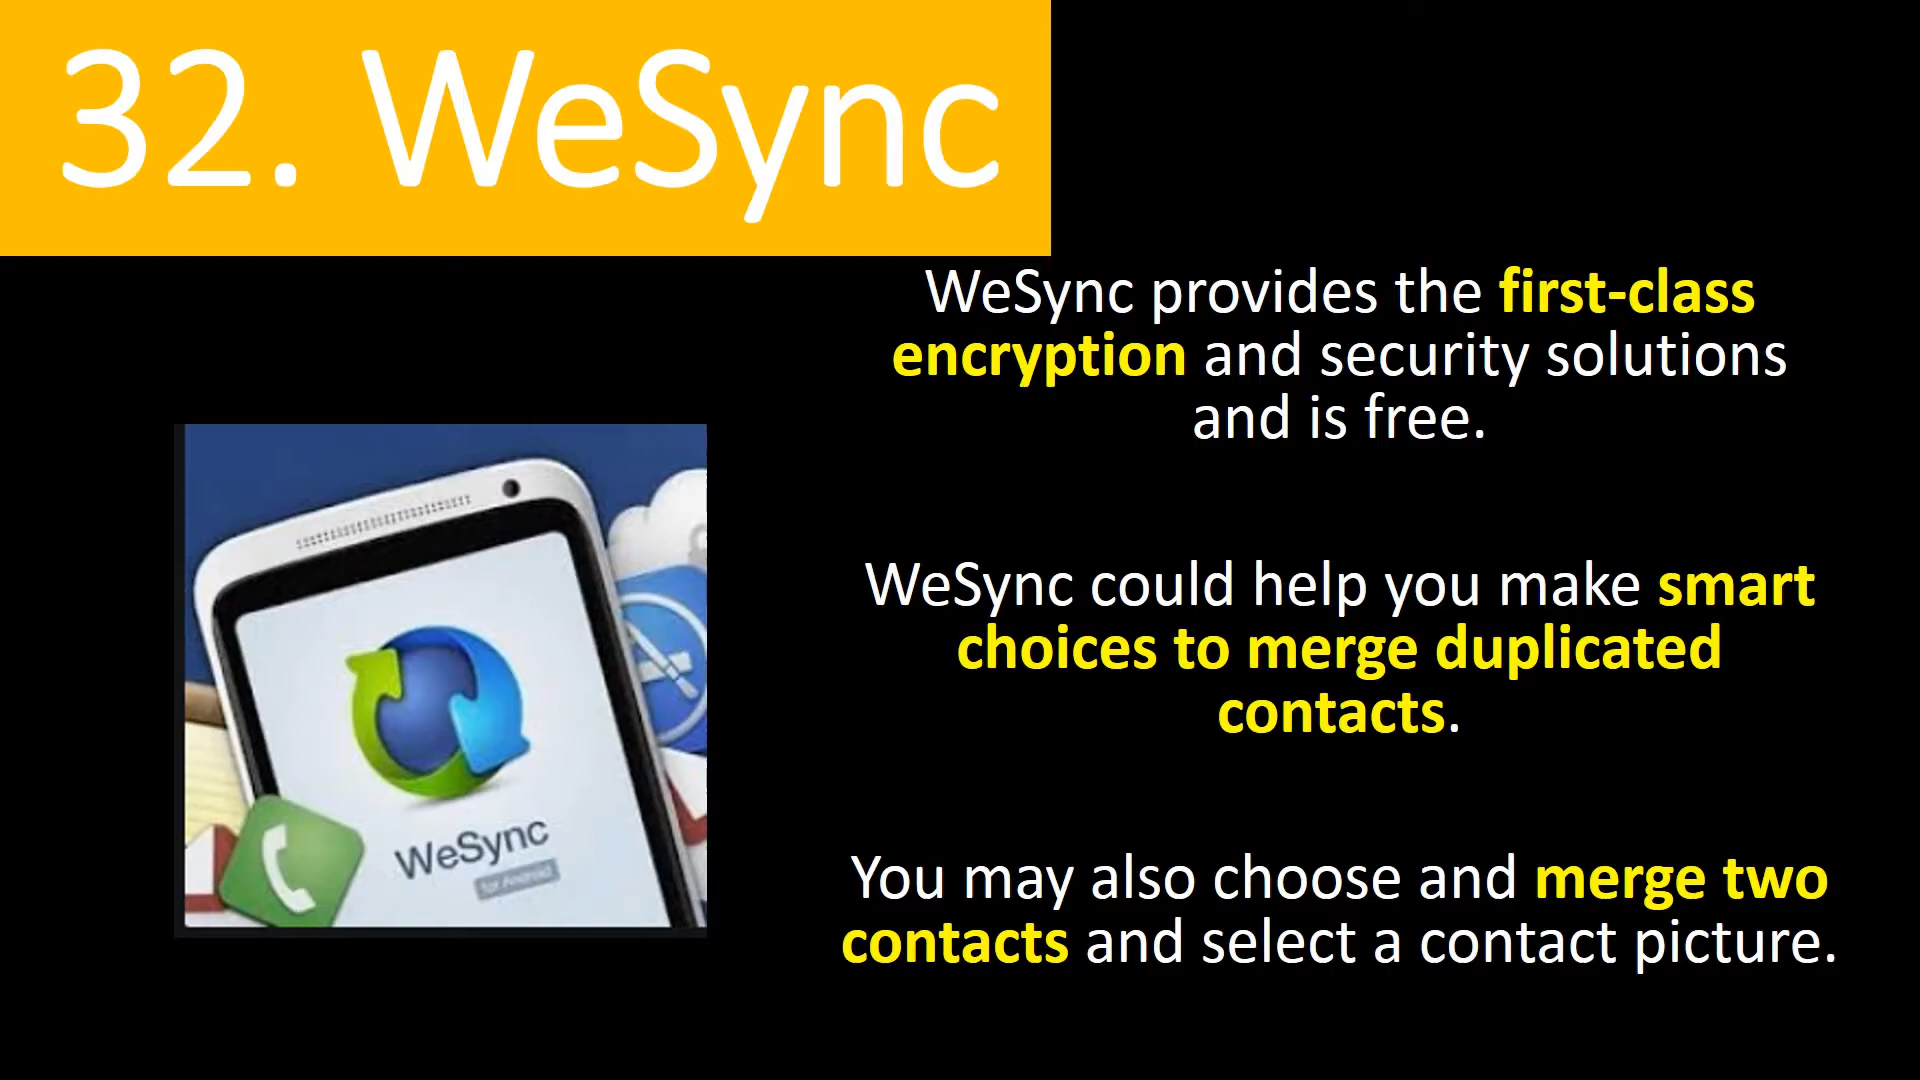 32. WeSync
WeSync provides the first-class
encryption and security solutions
and is free.
WeSync could help you make smart
choices to merge duplicated
contacts.
You may also choose and merge two
contacts and select a contact picture.
WeSync
for Android